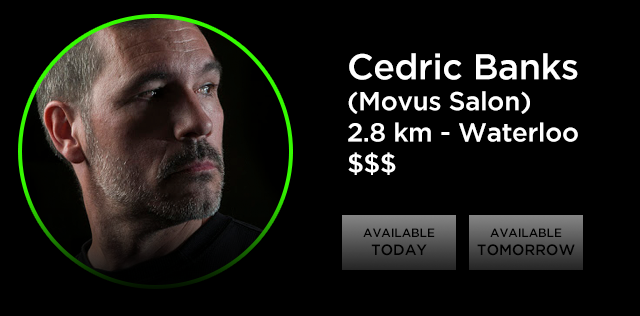 Cedric Banks
(Movus Salon)
2.8 km - Waterloo
$$$
AVAILABLE
TODAY
AVAILABLE
TOMORROW